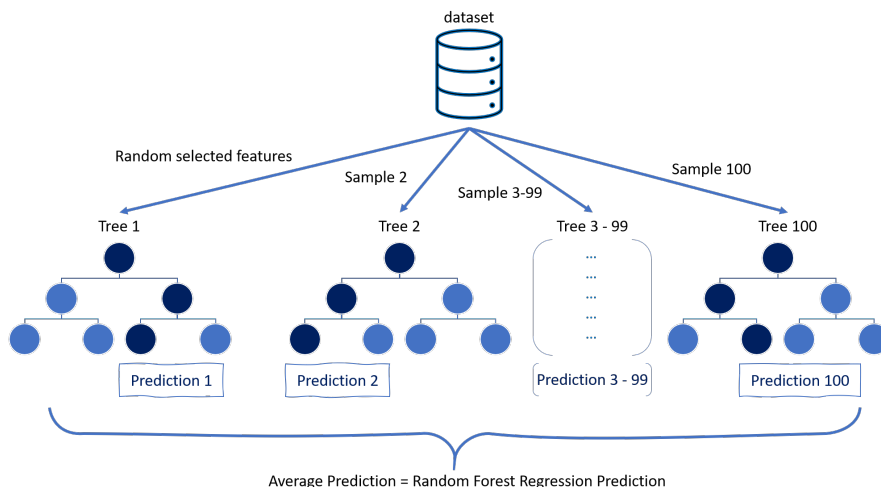 dataset
Random selected features
Sample 2
Sample 3-99
Sample 100
Tree 1
Tree 2
Tree 3 - 99
Tree 100
...
...
...
...
...
Prediction 1
Prediction 2
Prediction 3 - 99
Prediction 100
Average Prediction = Random Forest Regression Prediction